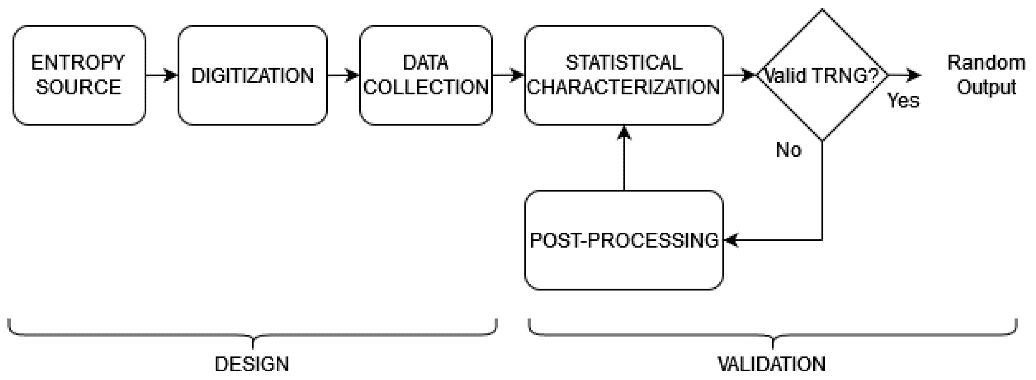 ENTROPY
SOURCE
DIGITIZATION
DATA
COLLECTION
STATISTICAL
CHARACTERIZATION
Valid TRNG?
Yes
Random
Output
No
POST-PROCESSING
DESIGN
VALIDATION